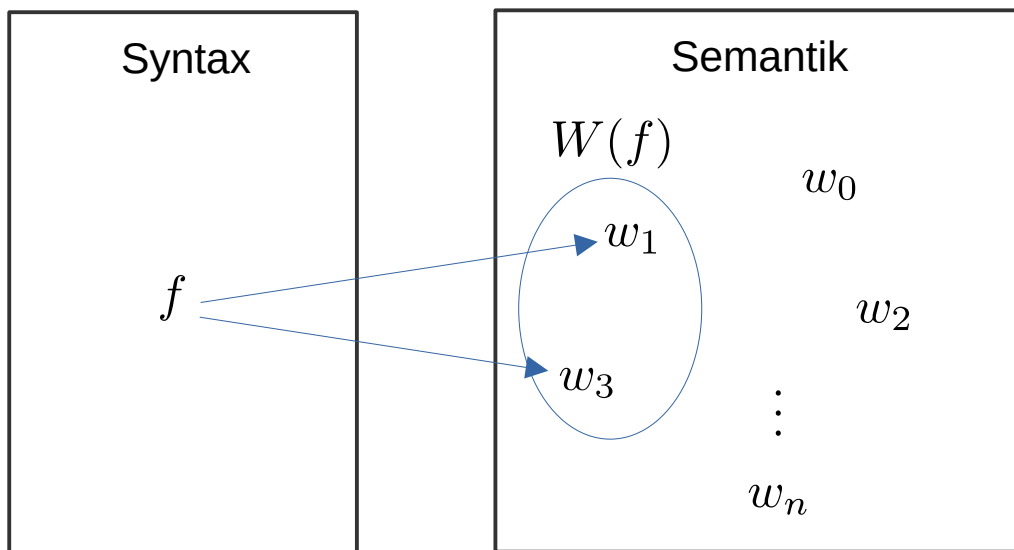 Syntax
f
Semantik
W(f)
w₀
w₁
w₂
w₃
⋮
wₙ